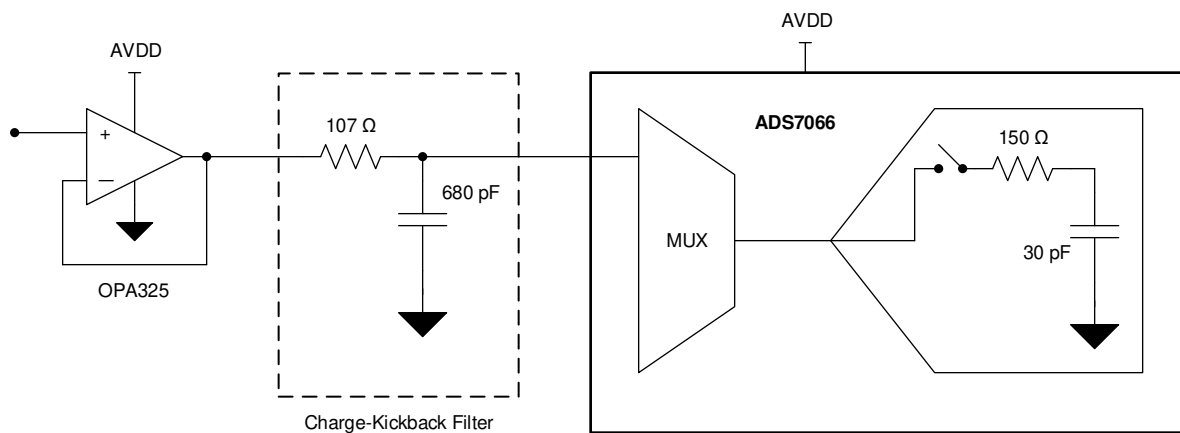 AVDD
AVDD
107 Ω
ADS7066
150 Ω
+
−
680 pF
MUX
30 pF
OPA325
Charge-Kickback Filter